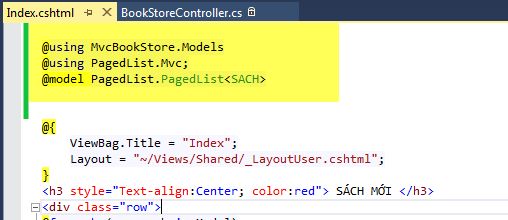 Index.cshtml BookStoreController.cs
@using MvcBookStore.Models
@using PagedList.Mvc;
@model PagedList.PagedList<SACH>
@{
ViewBag.Title = "Index";
Layout = "~/Views/Shared/_LayoutUser.cshtml";
}
<h3 style="Text-align:Center; color:red"> SÁCH MỚI </h3>
<div class="row">